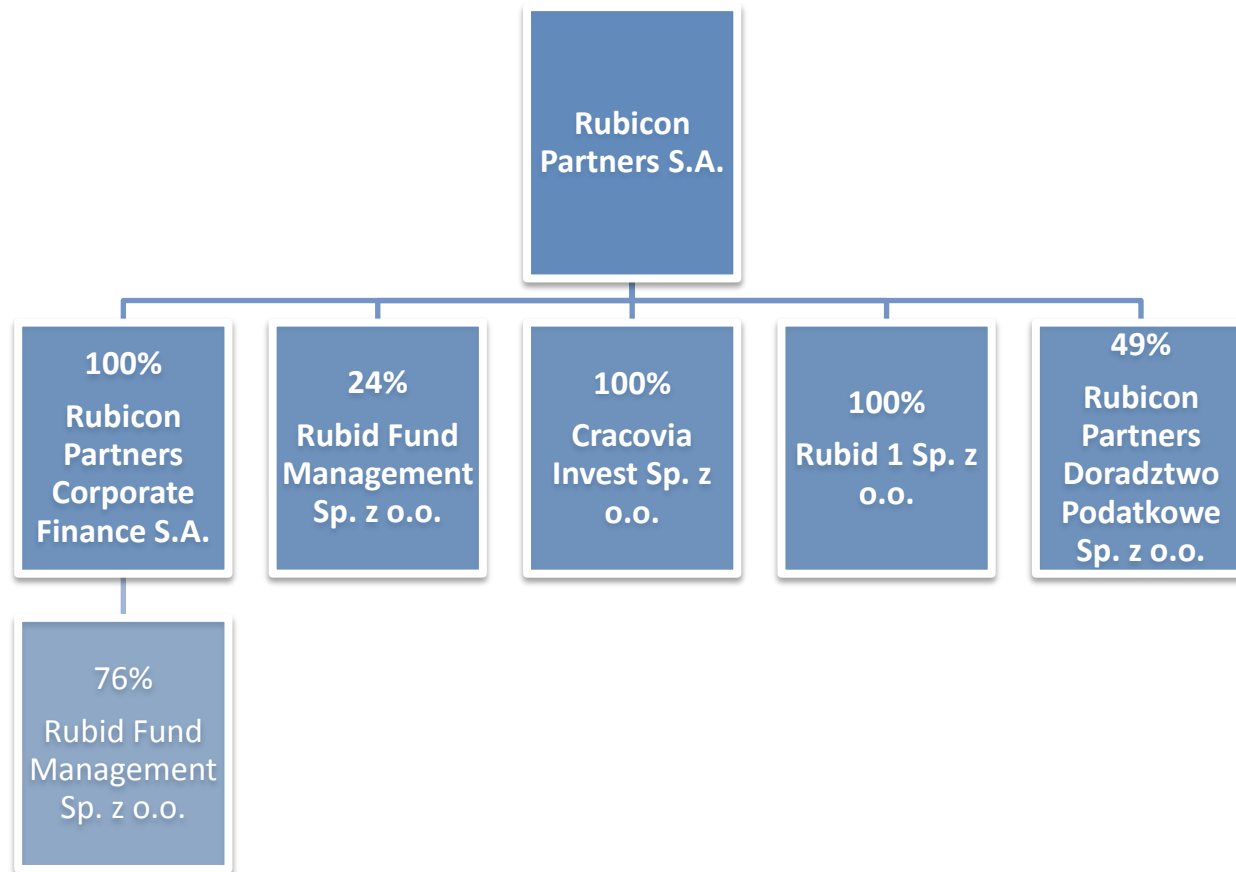 Rubicon
Partners S.A.
100%
Rubicon
Partners
Corporate
Finance S.A.
24%
Rubid Fund
Management
Sp. z o.o.
100%
Cracovia
Invest Sp. z
o.o.
100%
Rubid 1 Sp. z
o.o.
49%
Rubicon
Partners
Doradztwo
Podatkowe
Sp. z o.o.
76%
Rubid Fund
Management
Sp. z o.o.